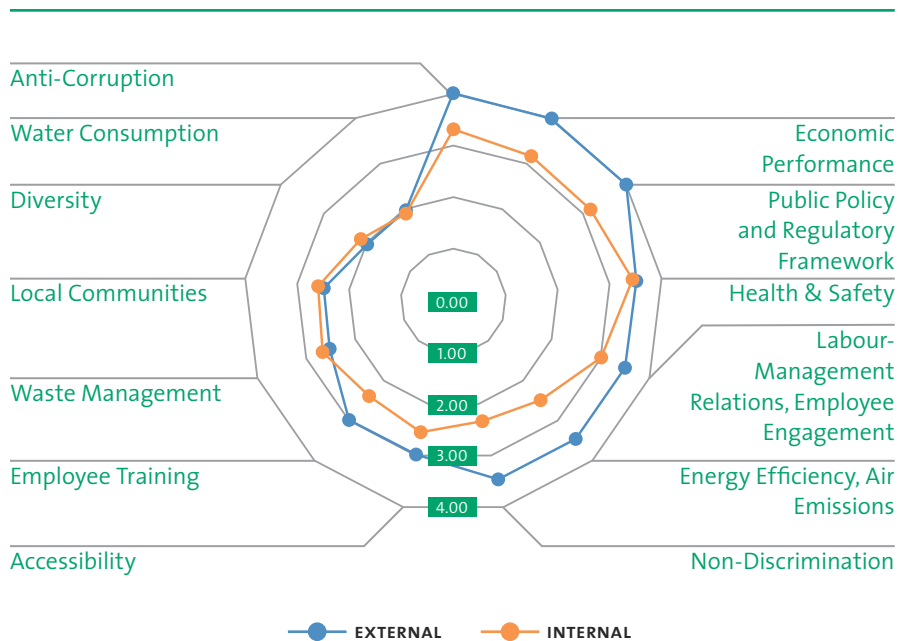 Anti-Corruption
Water Consumption
Diversity
Local Communities
Waste Management
Employee Training
Accessibility
Economic
Performance
Public Policy
and Regulatory
Framework
Health & Safety
Labour-
Management
Relations, Employee
Engagement
Energy Efficiency, Air
Emissions
Non-Discrimination
0.00
1.00
2.00
3.00
4.00
EXTERNAL
INTERNAL